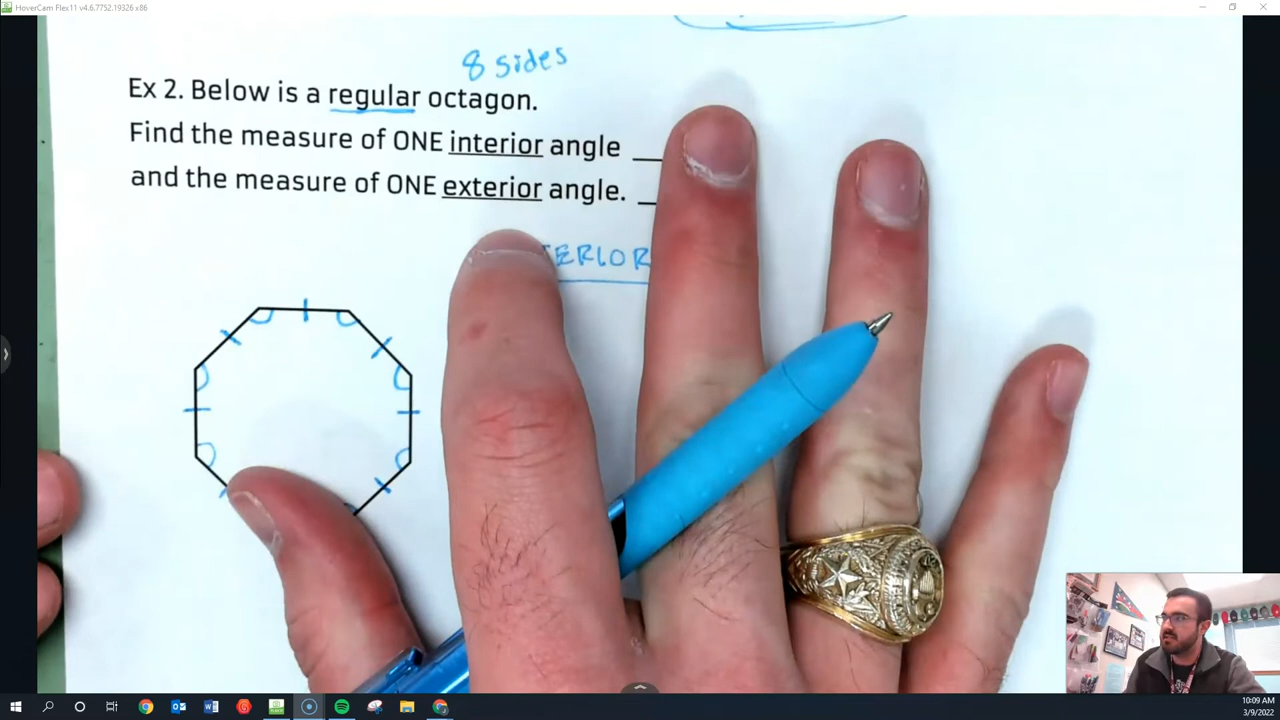 HoverCam Flex11 v4.6.7752.19326 x86
8 sides
Ex 2. Below is a regular octagon.
Find the measure of ONE interior angle
and the measure of ONE exterior angle.
TERIOR
10:09 AM
3/9/2022